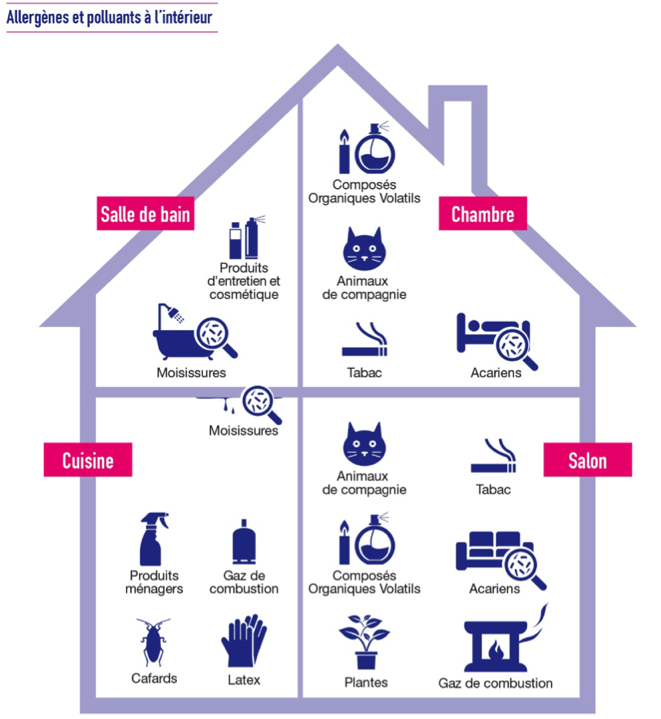 Allergènes et polluants à l'intérieur
Salle de bain
Produits
d'entretien et
cosmétique
Moisissures
Chambre
Composés
Organiques Volatils
Animaux
de compagnie
Tabac
Acariens
Cuisine
Moisissures
Produits
ménagers
Gaz de
combustion
Cafards
Latex
Salon
Animaux
de compagnie
Tabac
Composés
Organiques Volatils
Acariens
Plantes
Gaz de combustion